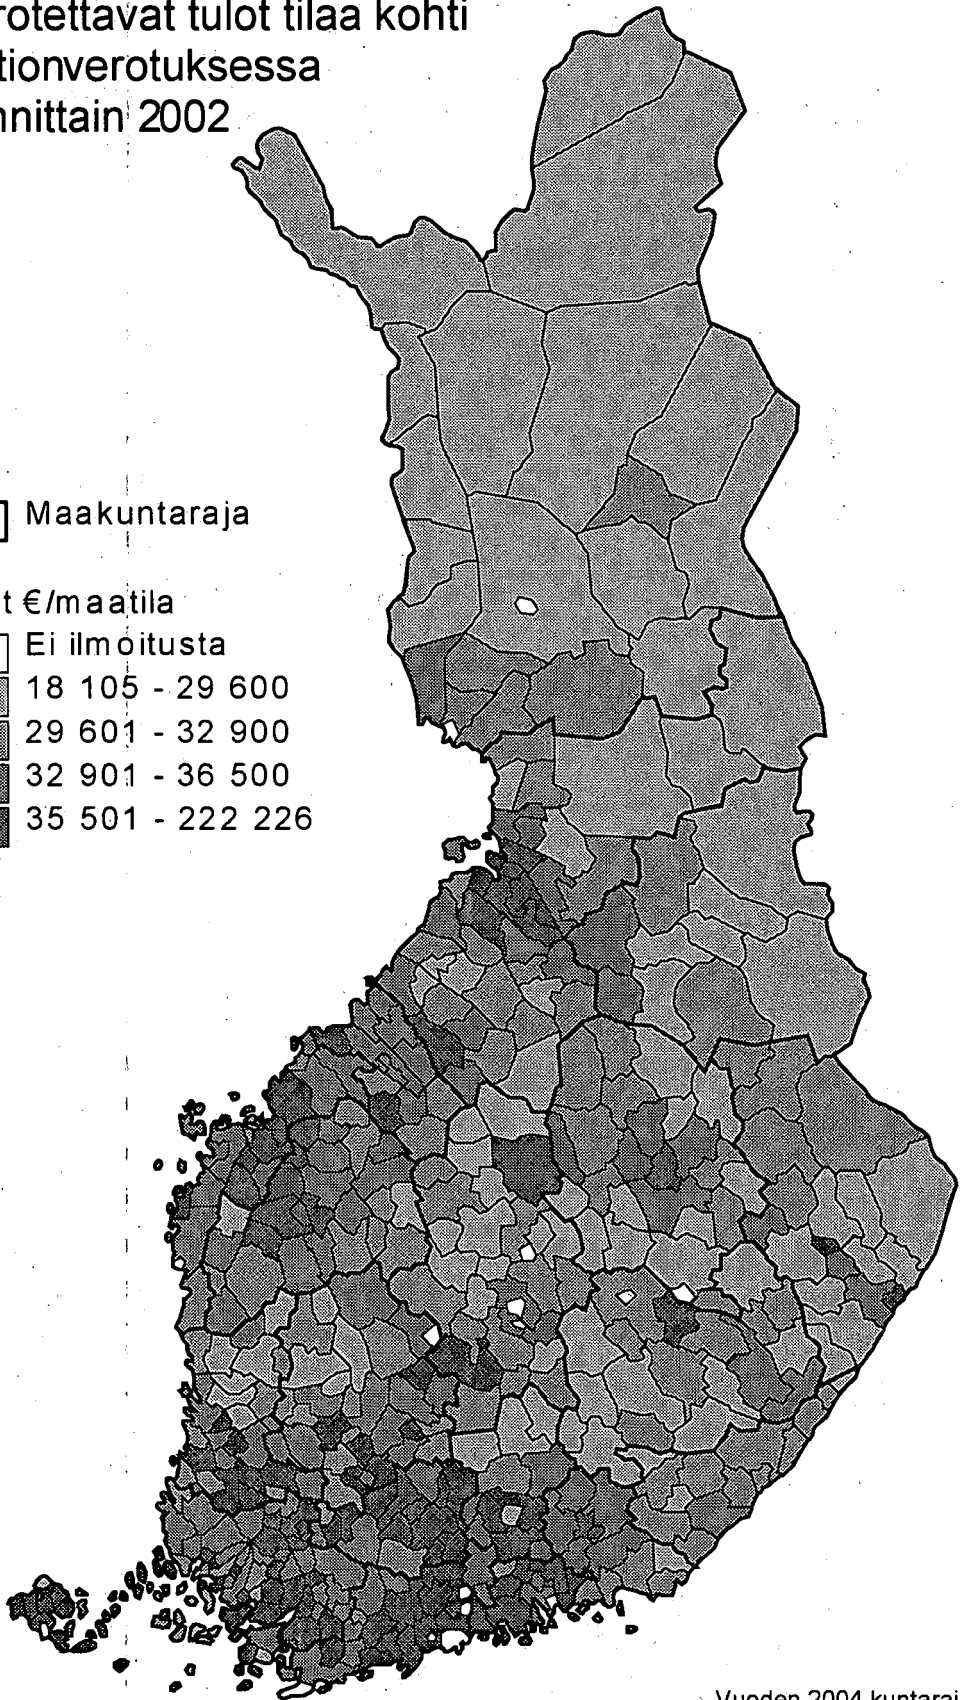 rotettavat tulot tilaa kohti
tionverotuksessa
nnittain 2002
Maakuntaraja
t €/maatila
Ei ilmoitusta
18 105 - 29 600
29 601 - 32 900
32 901 - 36 500
35 501 - 222 226
Vuoden 2004 kuntaraj